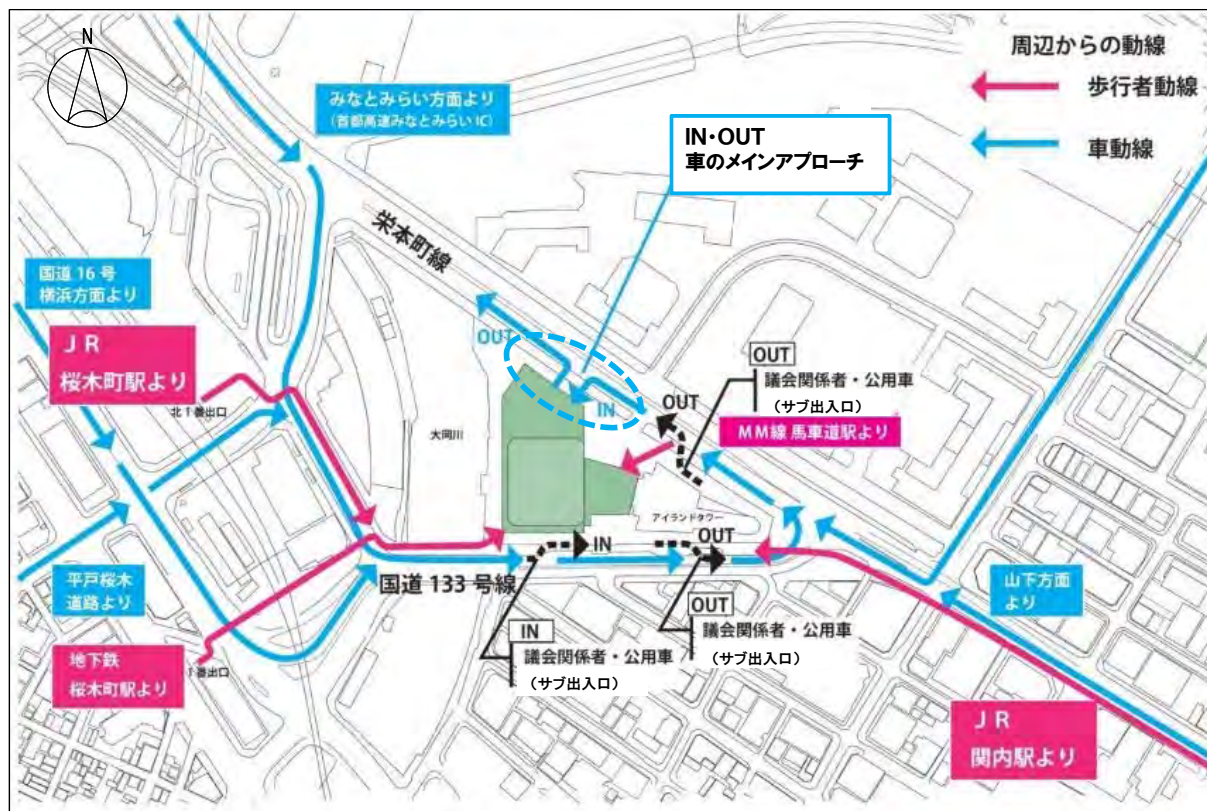 N
周辺からの動線
歩行者動線
車動線
みなとみらい方面より
(首都高速みなとみらいIC)
IN・OUT
車のメインアプローチ
栄本町線
国道16号
横浜方面より
JR
桜木町駅より
北1番出口
大岡川
OUT
IN
OUT
議会関係者・公用車
(サブ出入口)
OUT
MM線 馬車道駅より
アイランドタワー
IN
OUT
国道133号線
平戸桜木
道路より
山下方面
より
OUT
議会関係者・公用車
(サブ出入口)
IN
議会関係者・公用車
(サブ出入口)
地下鉄
桜木町駅より
1番出口
JR
関内駅より